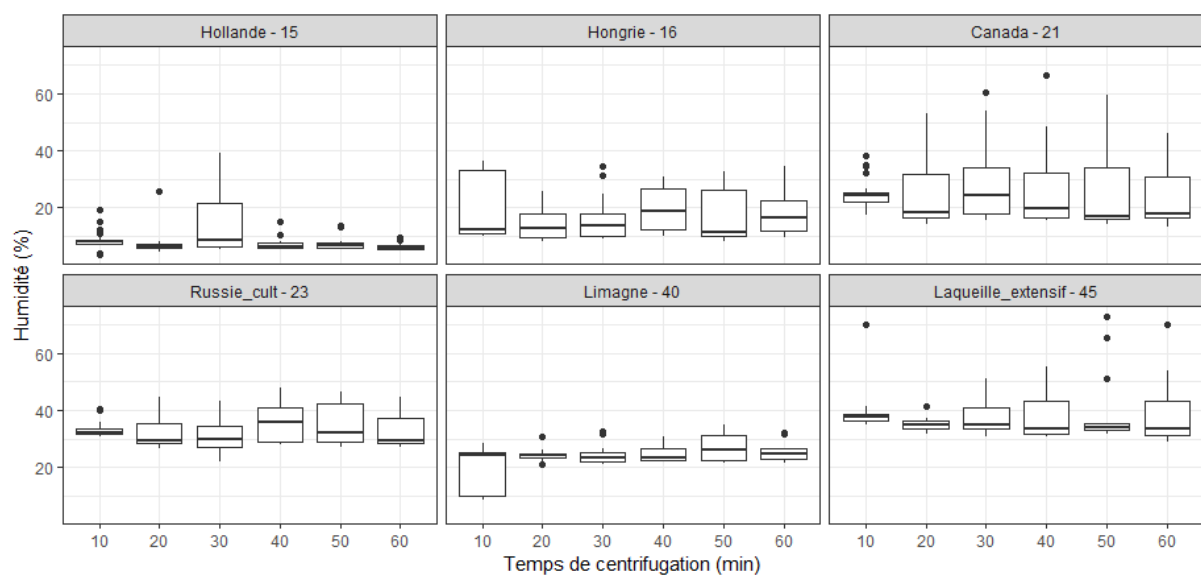 Hollande - 15
Hongrie - 16
Canada - 21
60
40
20
Russie_cult - 23
Limagne - 40
Laqueille_extensif - 45
60
40
20
Humidité (%)
10 20 30 40 50 60
10 20 30 40 50 60
10 20 30 40 50 60
Temps de centrifugation (min)